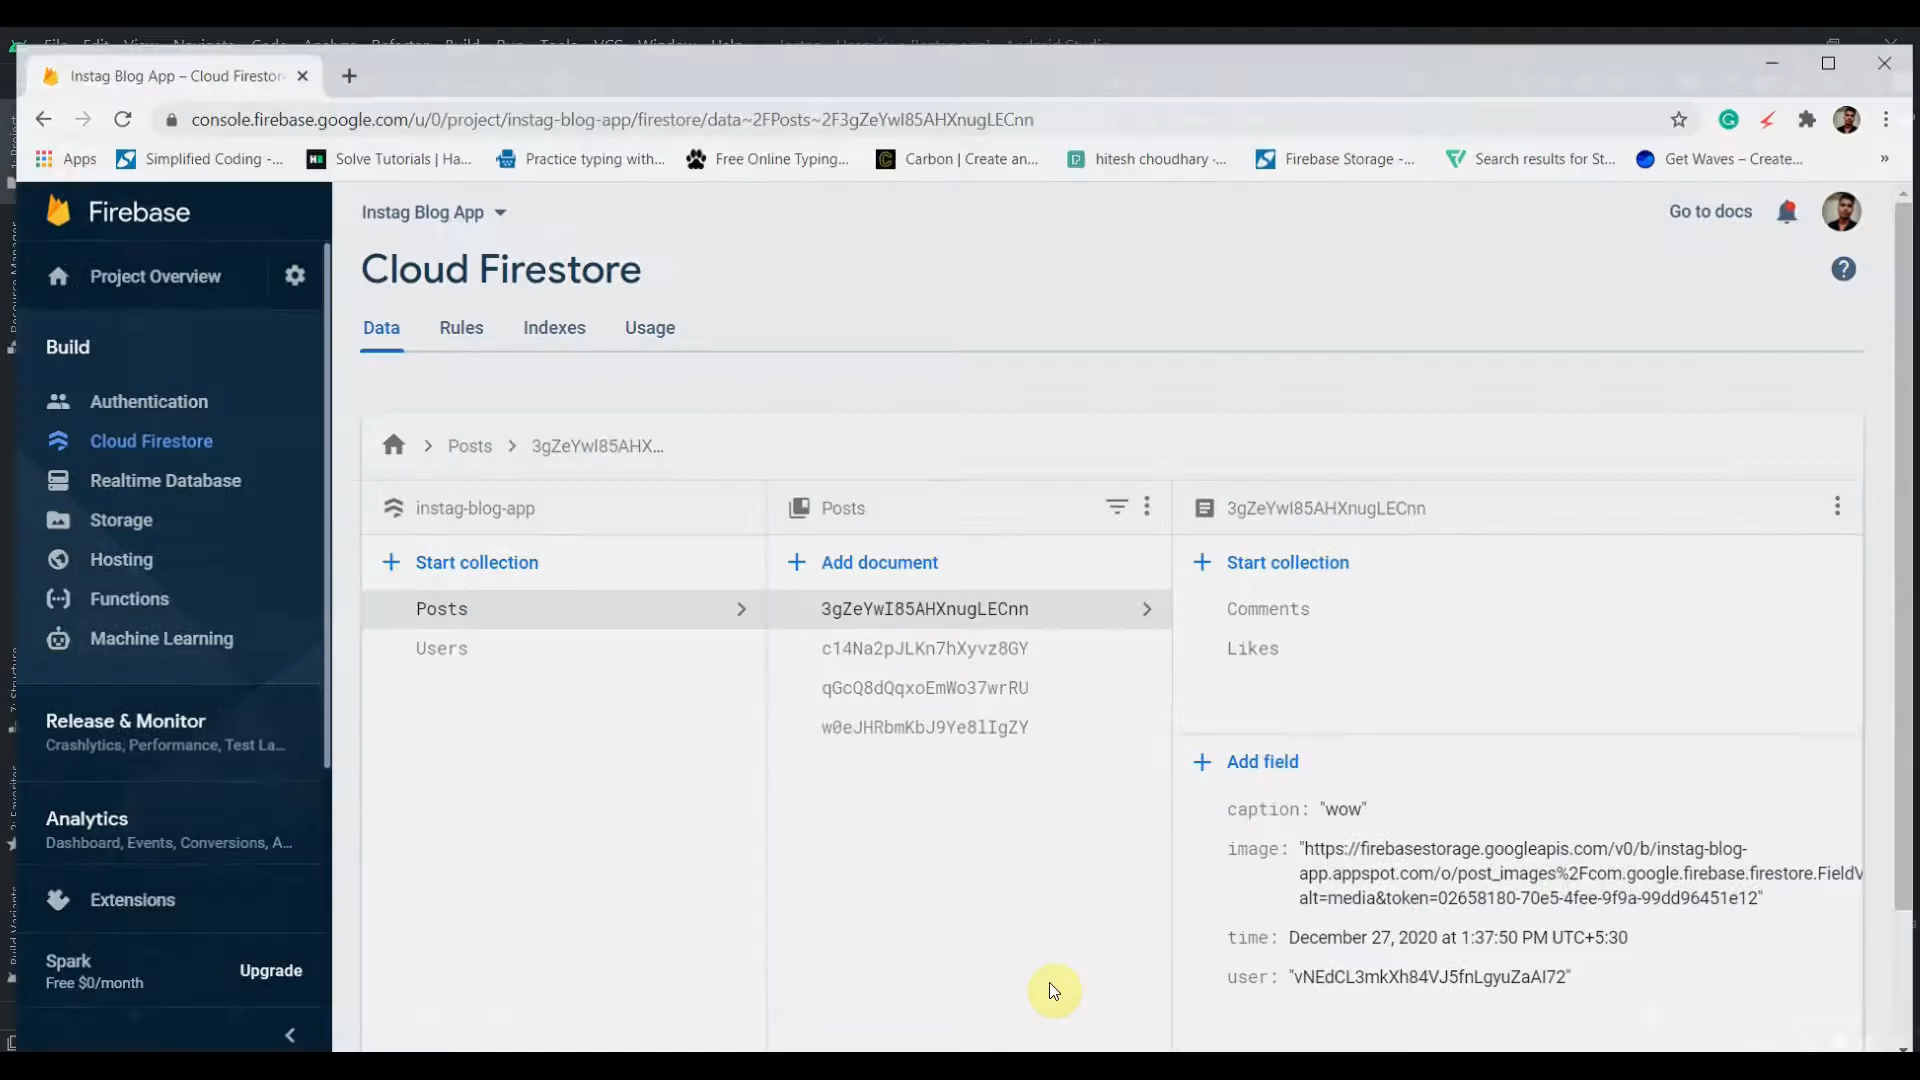 Instag Blog App – Cloud Firestor
console.firebase.google.com/u/0/project/instag-blog-app/firestore/data~2FPosts~2F3gZeYwI85AHXnugLECnn
Apps Simplified Coding -... Solve Tutorials | Ha... Practice typing with... Free Online Typing... Carbon | Create an... hitesh choudhary -... Firebase Storage -... Search results for St... Get Waves – Create... »
Firebase
Instag Blog App
Go to docs
Project Overview
Cloud Firestore
Data Rules Indexes Usage
Build
Authentication
Cloud Firestore
Realtime Database
Storage
Hosting
Functions
Machine Learning
Release & Monitor
Crashlytics, Performance, Test La...
Analytics
Dashboard, Events, Conversions, A...
Extensions
Spark
Free $0/month
Upgrade
Posts
3gZeYwI85AHX...
instag-blog-app
Start collection
Posts
Users
Posts
Add document
3gZeYwI85AHXnugLECnn
c14Na2pJLKn7hXyvz8GY
qGcQ8dQqxoEmWo37wrRU
w0eJHRbmKbJ9Ye8lIgZY
3gZeYwI85AHXnugLECnn
Start collection
Comments
Likes
Add field
caption: "wow"
image: "https://firebasestorage.googleapis.com/v0/b/instag-blog-
app.appspot.com/o/post_images%2Fcom.google.firebase.firestore.FieldV
alt=media&token=02658180-70e5-4fee-9f9a-99dd96451e12"
time: December 27, 2020 at 1:37:50 PM UTC+5:30
user: "vNEdCL3mkXh84VJ5fnLgyuZaAI72"